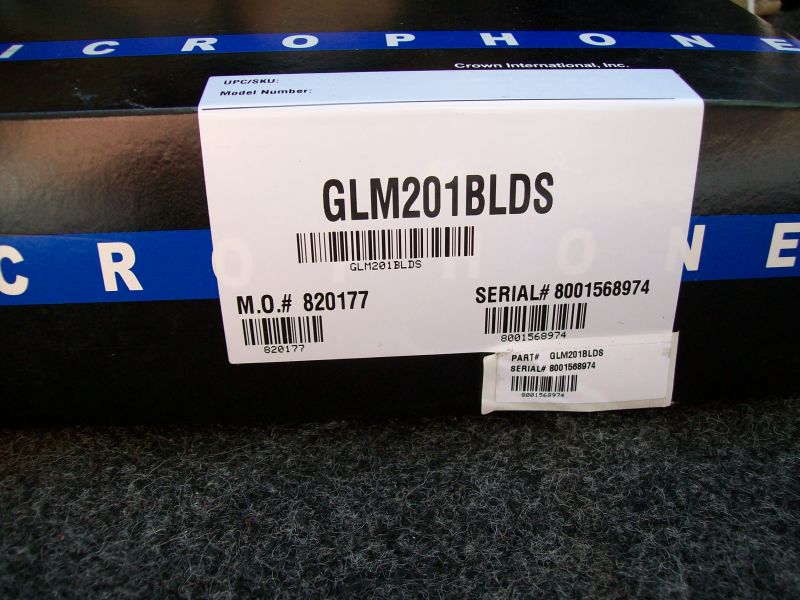 ICROPHONE
Crown International, Inc.
UPC/SKU:
Model Number:
GLM201BLDS
GLM201BLDS
CROPHONE
M.O.# 820177
820177
SERIAL# 8001568974
8001568974
PART# GLM201BLDS
SERIAL# 8001568974
8001568974